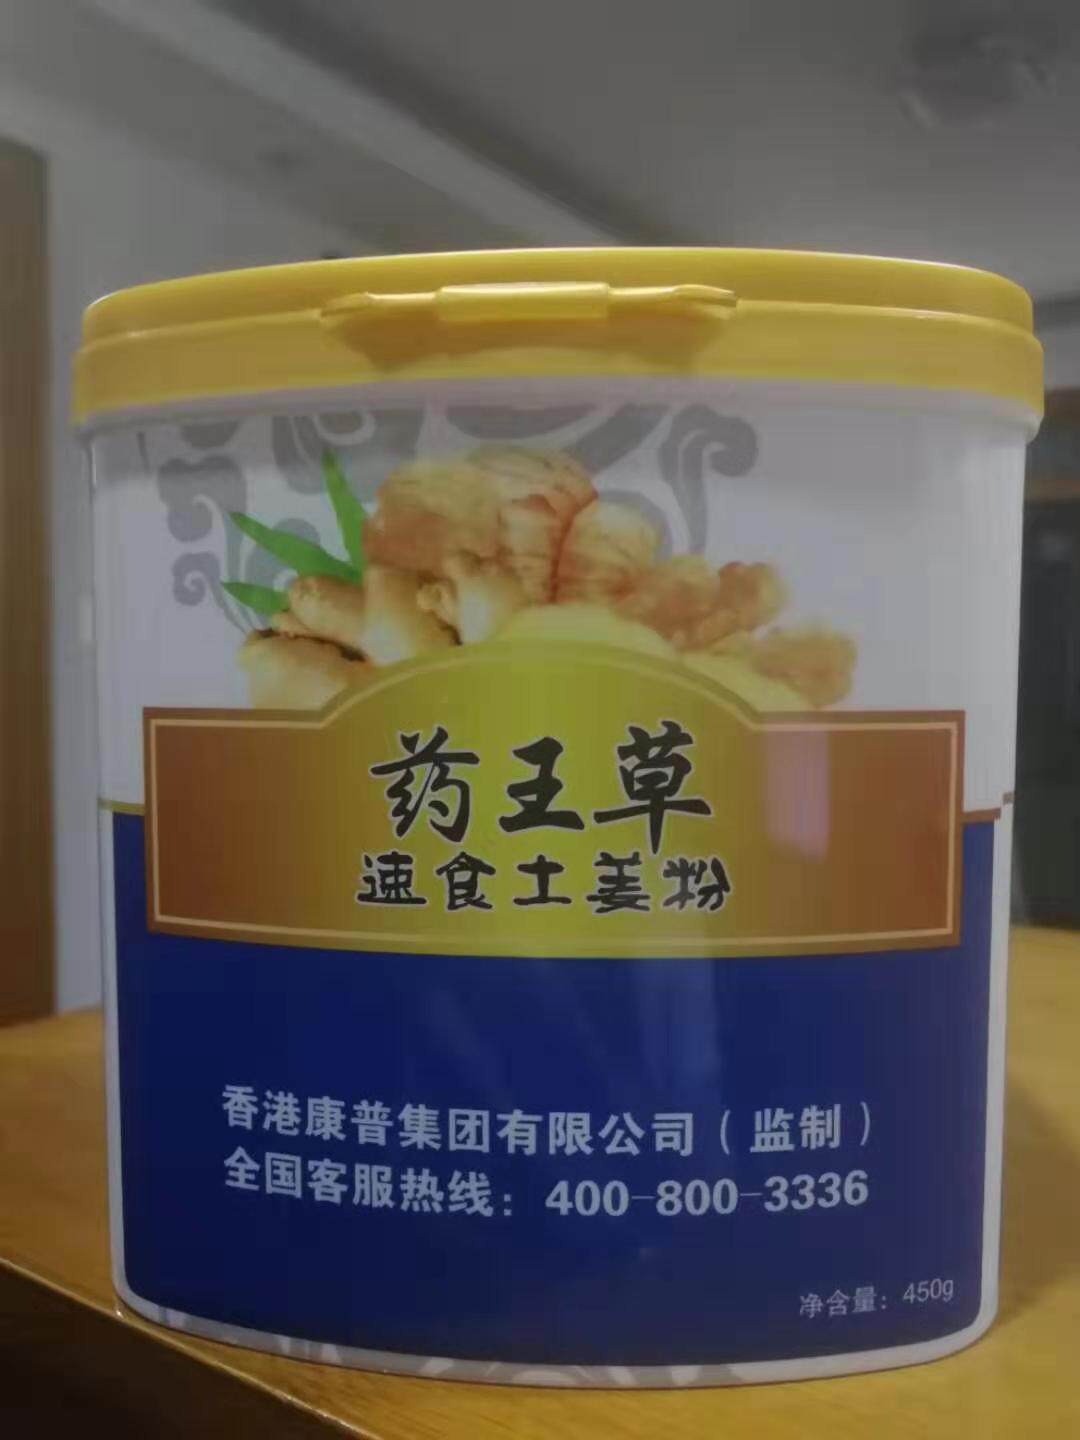 药王草
速食土姜粉
香港康普集团有限公司（监制）
全国客服热线：400-800-3336
净含量：450g